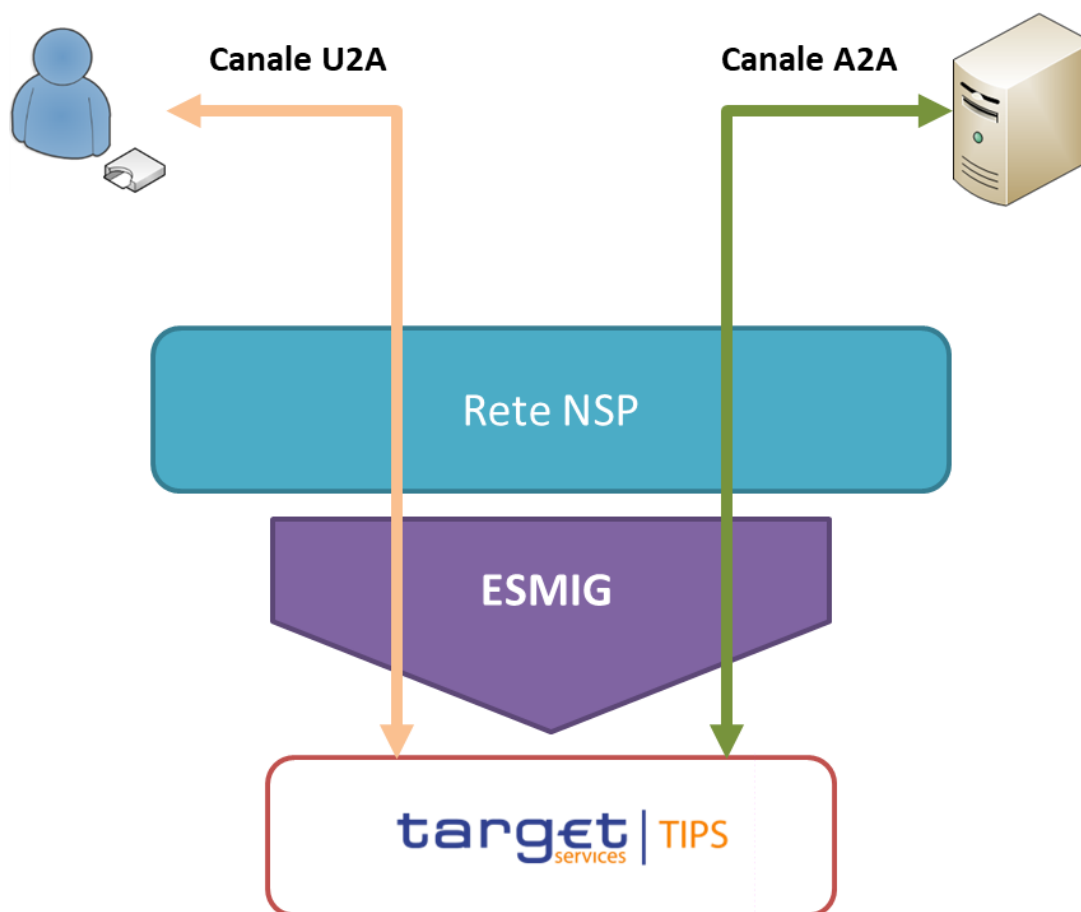 Canale U2A
Canale A2A
Rete NSP
ESMIG
target | TIPS
services